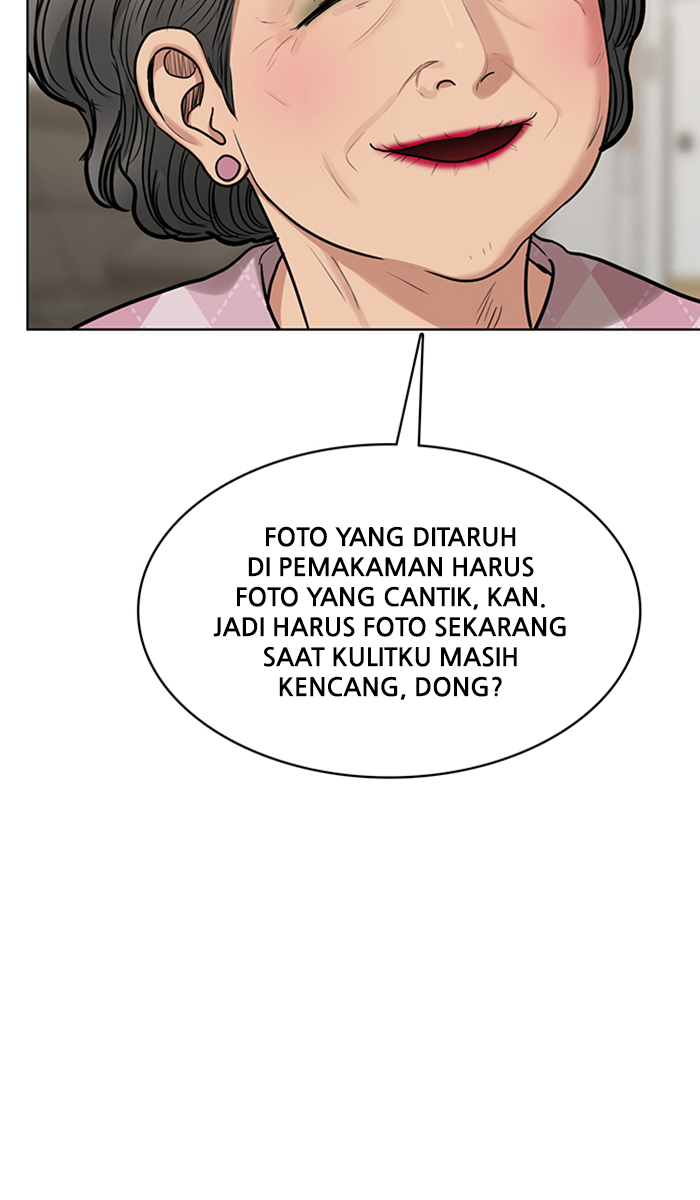 FOTO YANG DITARUH
DI PEMAKAMAN HARUS
FOTO YANG CANTIK, KAN.
JADI HARUS FOTO SEKARANG
SAAT KULITKU MASIH
KENCANG, DONG?